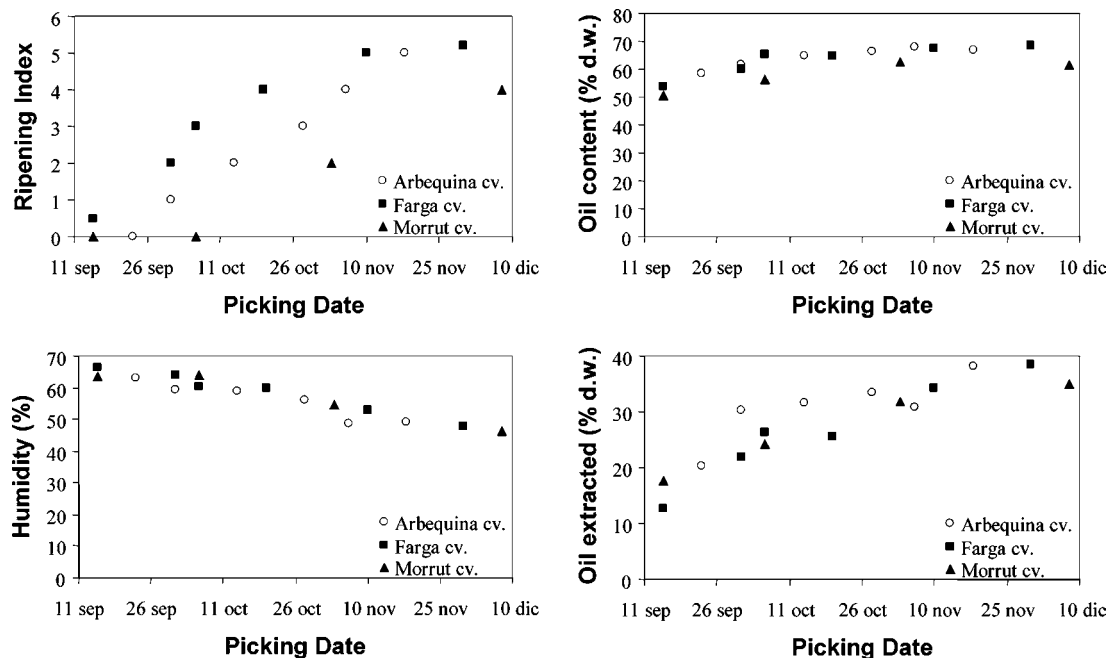 Ripening Index
6
5
4
3
2
1
0
○ Arbequina cv.
■ Farga cv.
▲ Morrut cv.
11 sep 26 sep 11 oct 26 oct 10 nov 25 nov 10 dic
Picking Date
Oil content (% d.w.)
80
70
60
50
40
30
20
10
0
○ Arbequina cv.
■ Farga cv.
▲ Morrut cv.
11 sep 26 sep 11 oct 26 oct 10 nov 25 nov 10 dic
Picking Date
Humidity (%)
70
60
50
40
30
20
10
0
○ Arbequina cv.
■ Farga cv.
▲ Morrut cv.
11 sep 26 sep 11 oct 26 oct 10 nov 25 nov 10 dic
Picking Date
Oil extracted (% d.w.)
40
30
20
10
0
○ Arbequina cv.
■ Farga cv.
▲ Morrut cv.
11 sep 26 sep 11 oct 26 oct 10 nov 25 nov 10 dic
Picking Date